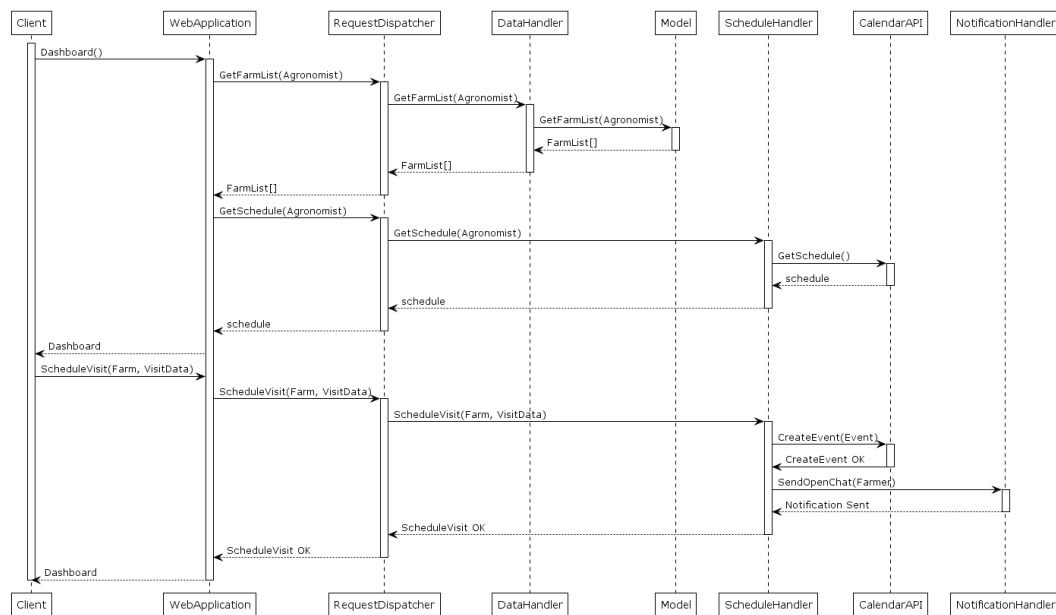 Client WebApplication RequestDispatcher DataHandler Model ScheduleHandler CalendarAPI NotificationHandler
Dashboard()
GetFarmList(Agronomist)
GetFarmList(Agronomist)
GetFarmList(Agronomist)
FarmList[]
FarmList[]
FarmList[]
GetSchedule(Agronomist)
GetSchedule(Agronomist)
GetSchedule()
schedule
schedule
schedule
Dashboard
ScheduleVisit(Farm, VisitData)
ScheduleVisit(Farm, VisitData)
ScheduleVisit(Farm, VisitData)
CreateEvent(Event)
CreateEvent OK
SendOpenChat(Farmer)
Notification Sent
ScheduleVisit OK
ScheduleVisit OK
Dashboard
Client WebApplication RequestDispatcher DataHandler Model ScheduleHandler CalendarAPI NotificationHandler